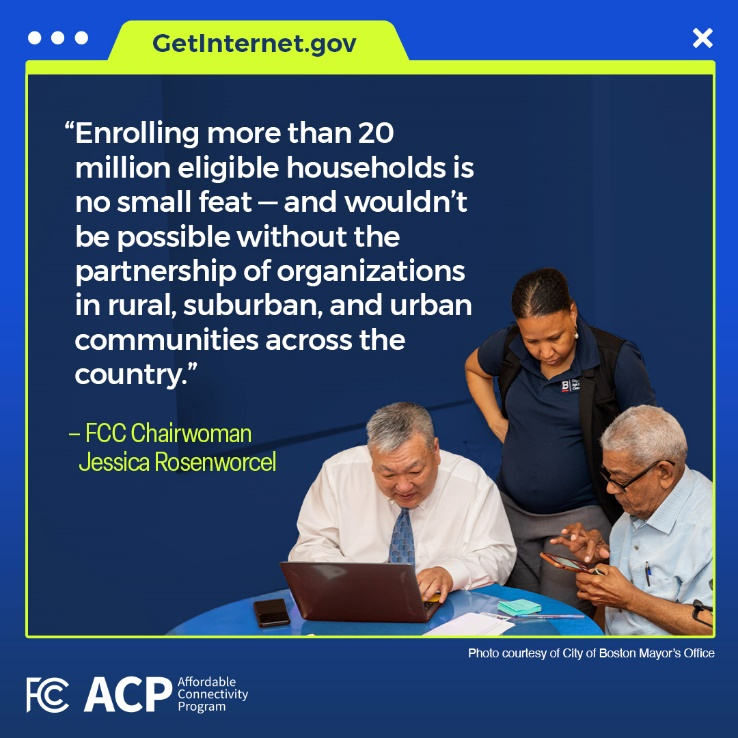 GetInternet.gov
“Enrolling more than 20
million eligible households is
no small feat — and wouldn’t
be possible without the
partnership of organizations
in rural, suburban, and urban
communities across the
country.”
– FCC Chairwoman
Jessica Rosenworcel
Photo courtesy of City of Boston Mayor’s Office
FCC ACP Affordable
Connectivity
Program